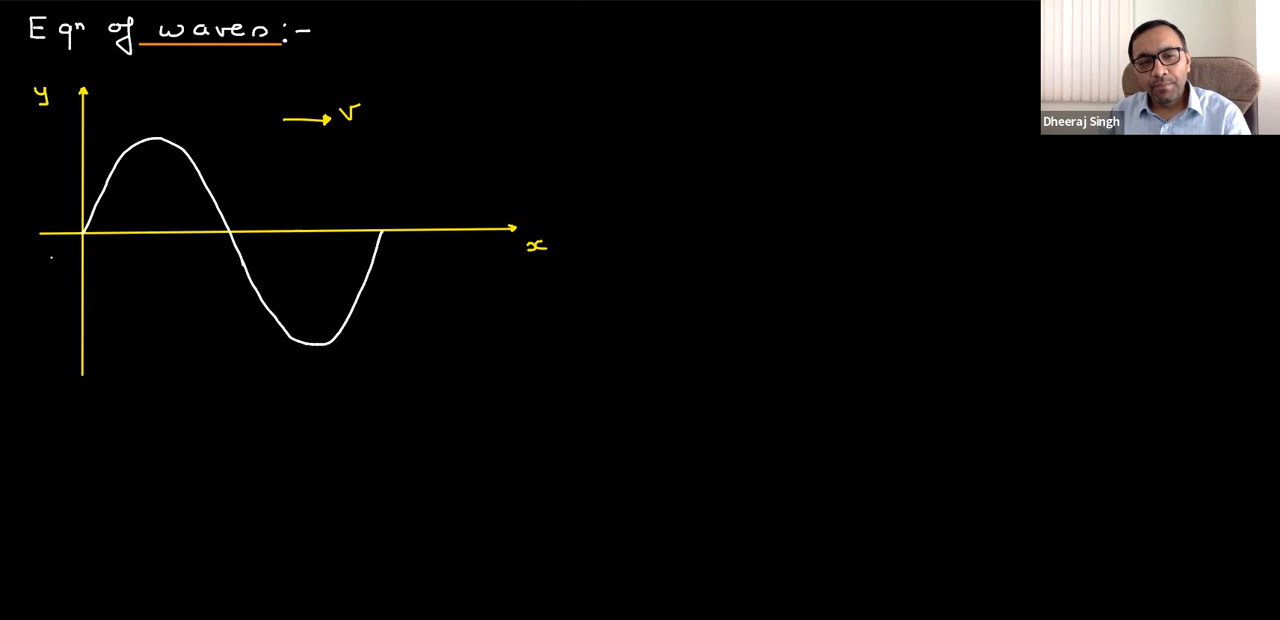 Eqⁿ of waves :-
y
→ v
x
Dheeraj Singh